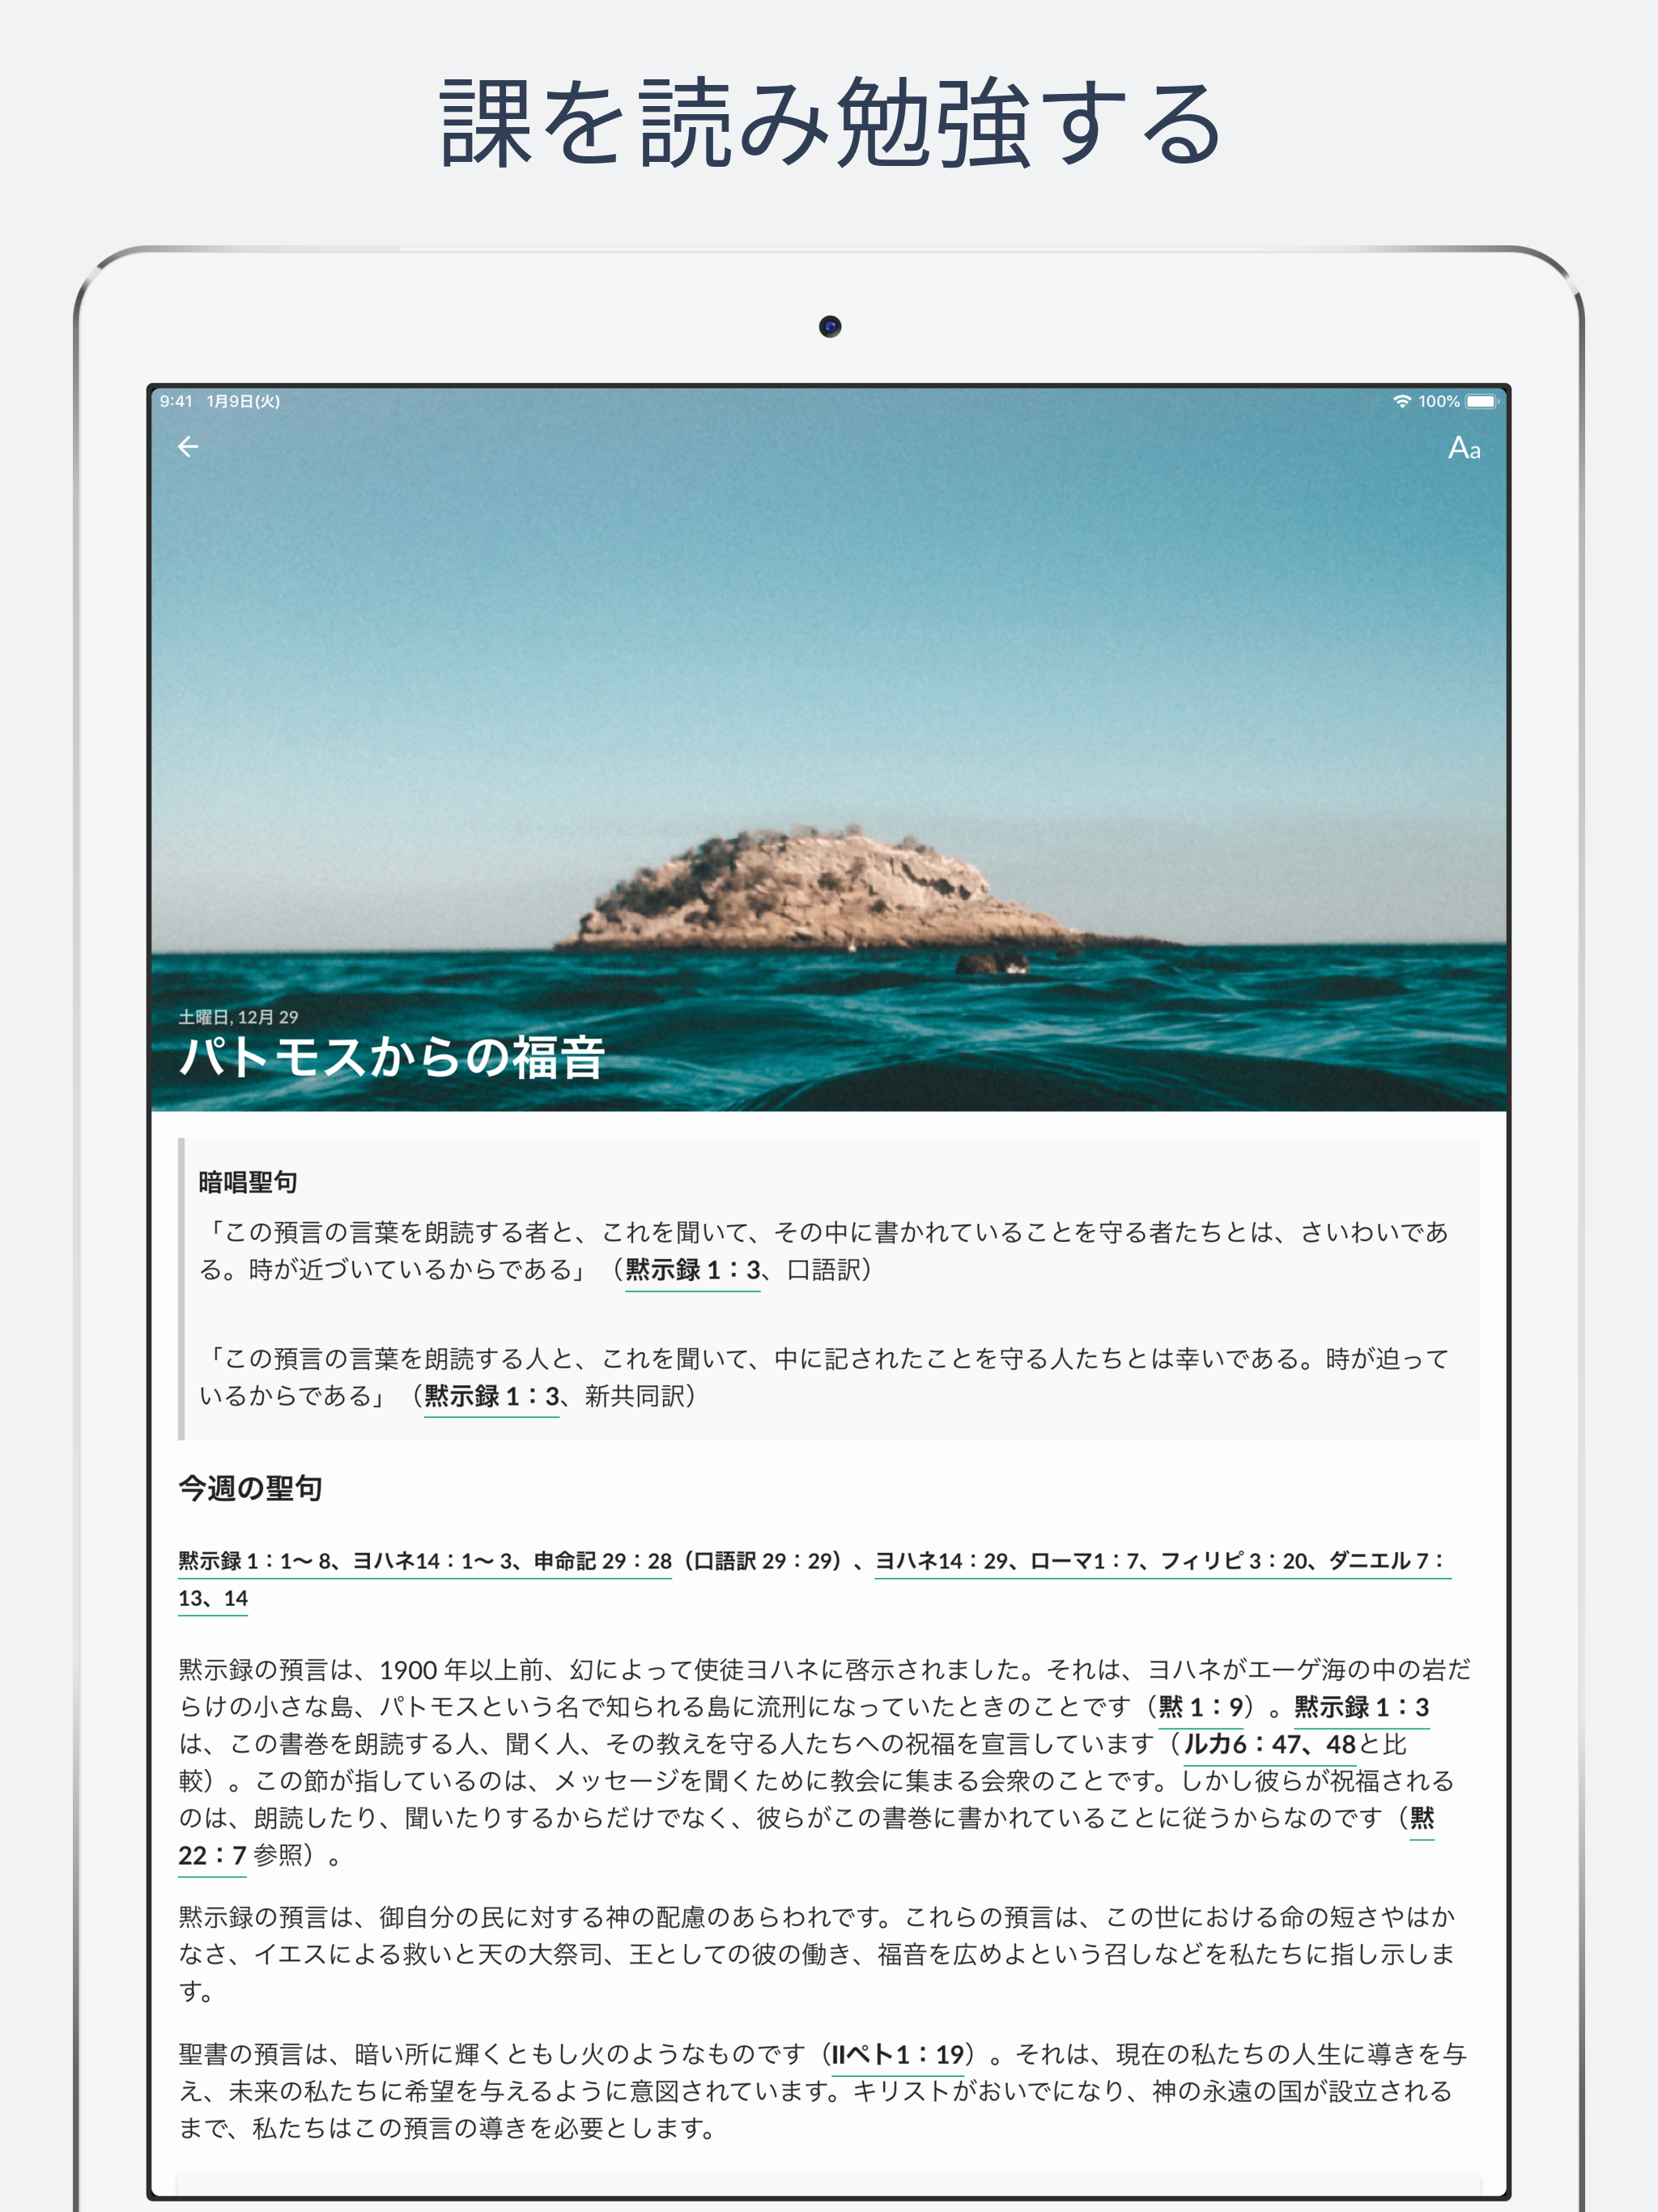 課を読み勉強する
9:41 1月9日(火) 100%
Aa
土曜日, 12月 29
パトモスからの福音
暗唱聖句
「この預言の言葉を朗読する者と、これを聞いて、その中に書かれていることを守る者たちとは、さいわいであ
る。時が近づいているからである」（黙示録 1：3、口語訳）
「この預言の言葉を朗読する人と、これを聞いて、中に記されたことを守る人たちとは幸いである。時が迫って
いるからである」（黙示録 1：3、新共同訳）
今週の聖句
黙示録 1：1〜 8、ヨハネ14：1〜 3、申命記 29：28（口語訳 29：29）、ヨハネ14：29、ローマ1：7、フィリピ 3：20、ダニエル 7：
13、14
黙示録の預言は、1900 年以上前、幻によって使徒ヨハネに啓示されました。それは、ヨハネがエーゲ海の中の岩だ
らけの小さな島、パトモスという名で知られる島に流刑になっていたときのことです（黙 1：9）。黙示録 1：3
は、この書巻を朗読する人、聞く人、その教えを守る人たちへの祝福を宣言しています（ルカ6：47、48と比
較）。この節が指しているのは、メッセージを聞くために教会に集まる会衆のことです。しかし彼らが祝福される
のは、朗読したり、聞いたりするからだけでなく、彼らがこの書巻に書かれていることに従うからなのです（黙
22：7 参照）。
黙示録の預言は、御自分の民に対する神の配慮のあらわれです。これらの預言は、この世における命の短さやはか
なさ、イエスによる救いと天の大祭司、王としての彼の働き、福音を広めよという召しなどを私たちに指し示しま
す。
聖書の預言は、暗い所に輝くともし火のようなものです（IIペト1：19）。それは、現在の私たちの人生に導きを与
え、未来の私たちに希望を与えるように意図されています。キリストがおいでになり、神の永遠の国が設立される
まで、私たちはこの預言の導きを必要とします。